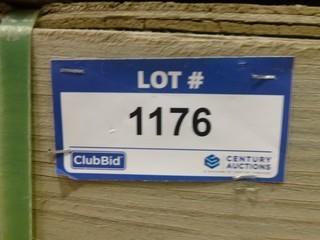 LOT #
1176
ClubBid
CENTURY
AUCTIONS